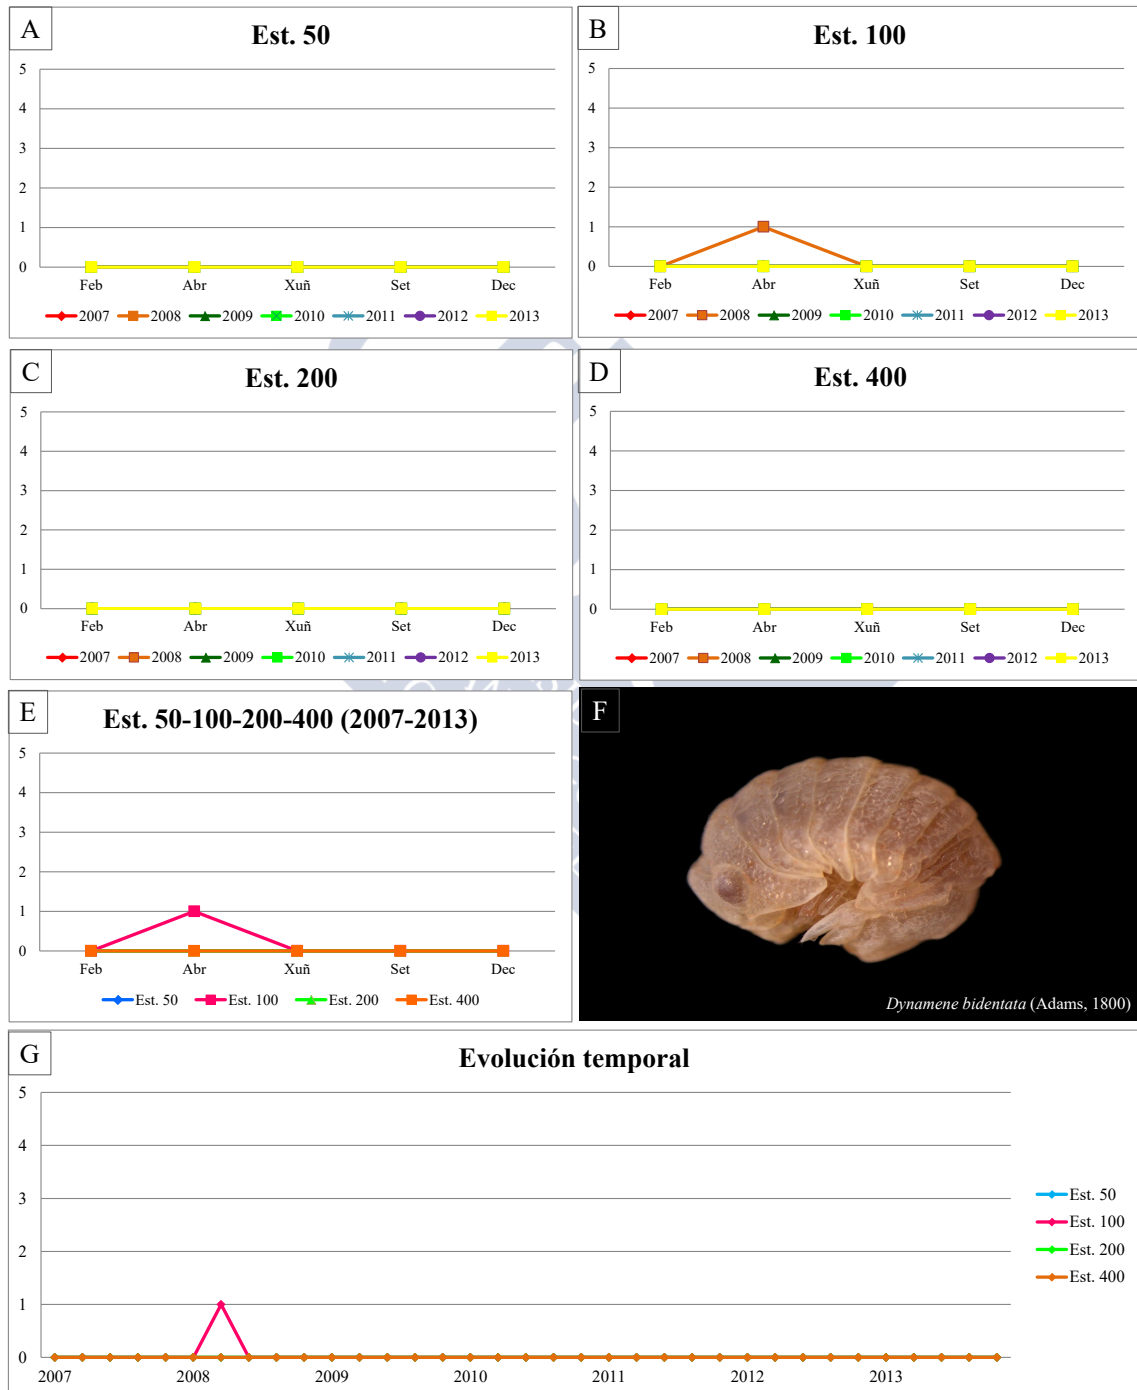 A
Est. 50
5
4
3
2
1
0
Feb Abr Xuñ Set Dec
2007 2008 2009 2010 2011 2012 2013
B
Est. 100
5
4
3
2
1
0
Feb Abr Xuñ Set Dec
2007 2008 2009 2010 2011 2012 2013
C
Est. 200
5
4
3
2
1
0
Feb Abr Xuñ Set Dec
2007 2008 2009 2010 2011 2012 2013
D
Est. 400
5
4
3
2
1
0
Feb Abr Xuñ Set Dec
2007 2008 2009 2010 2011 2012 2013
E
Est. 50-100-200-400 (2007-2013)
5
4
3
2
1
0
Feb Abr Xuñ Set Dec
Est. 50 Est. 100 Est. 200 Est. 400
F
Dynamene bidentata (Adams, 1800)
G
Evolución temporal
5
4
3
2
1
0
2007 2008 2009 2010 2011 2012 2013
Est. 50
Est. 100
Est. 200
Est. 400